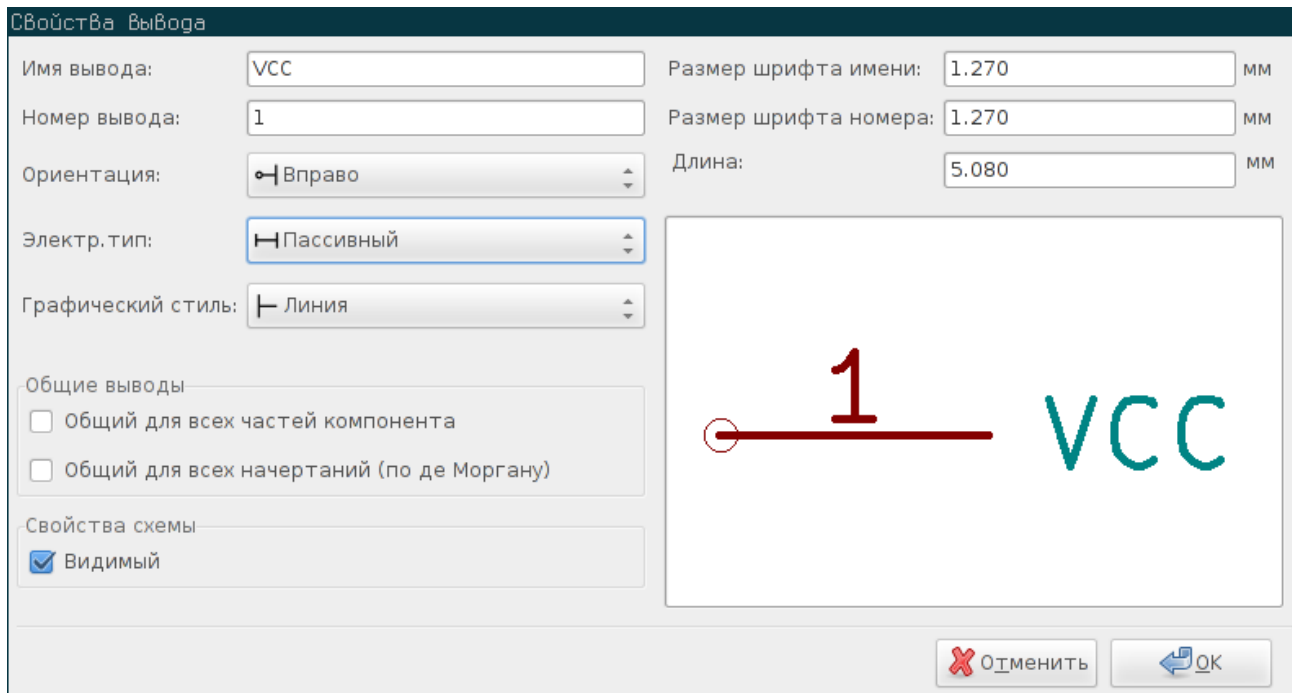 Свойства вывода
Имя вывода: VCC
Номер вывода: 1
Ориентация: Вправо
Электр.тип: Пассивный
Графический стиль: Линия
Общие выводы
Общий для всех частей компонента
Общий для всех начертаний (по де Моргану)
Свойства схемы
Видимый
Размер шрифта имени: 1.270 мм
Размер шрифта номера: 1.270 мм
Длина: 5.080 мм
1
VCC
Отменить
OK